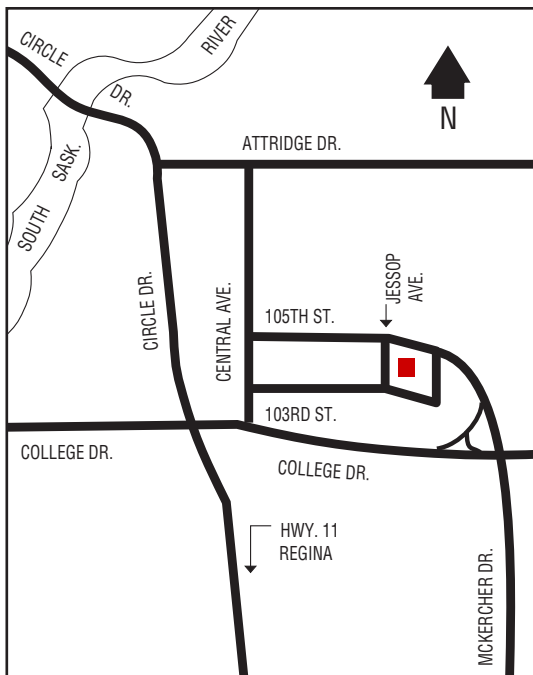 CIRCLE
DR.
RIVER
SOUTH SASK.
N
ATTRIDGE DR.
CIRCLE DR.
CENTRAL AVE.
JESSOP
AVE.
105TH ST.
103RD ST.
COLLEGE DR.
COLLEGE DR.
HWY. 11
REGINA
MCKERCHER DR.